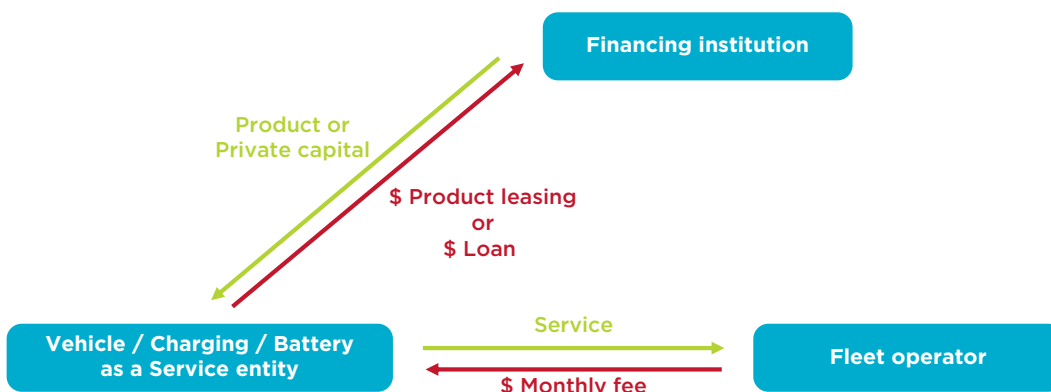 Financing institution
Product or
Private capital
$ Product leasing
or
$ Loan
Vehicle / Charging / Battery
as a Service entity
Service
$ Monthly fee
Fleet operator